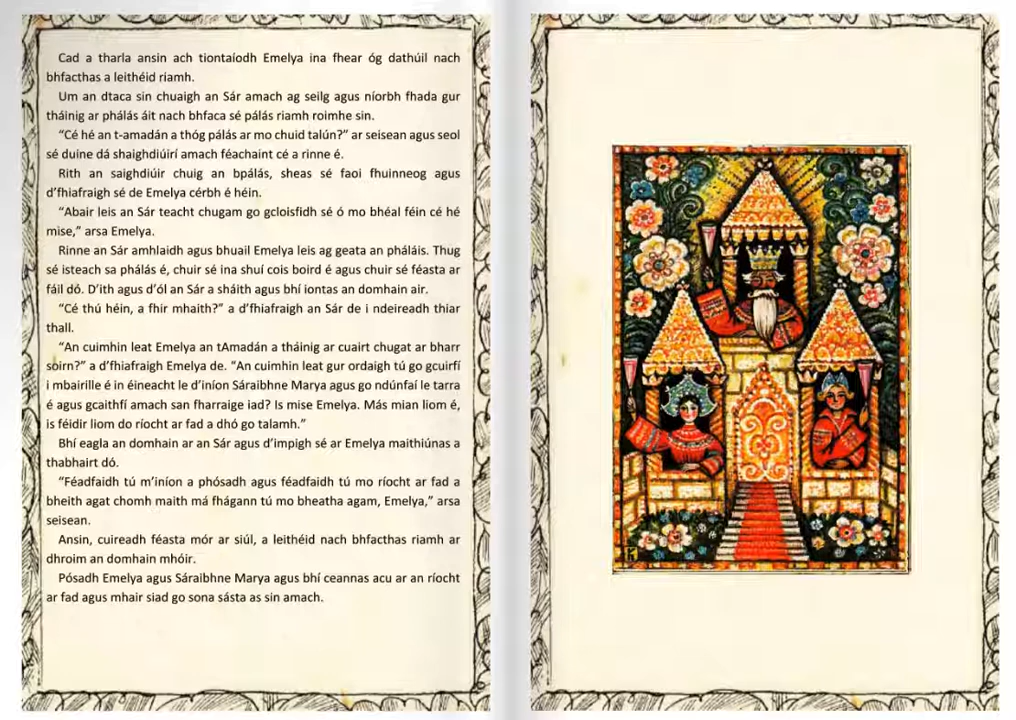 Cad a tharla ansin ach tiontaíodh Emelya ina fhear óg dathúil nach
bhfacthas a leithéid riamh.
Um an dtaca sin chuaigh an Sár amach ag seilg agus níorbh fhada gur
tháinig ar phálás áit nach bhfaca sé pálás riamh roimhe sin.
“Cé hé an t-amadán a thóg pálás ar mo chuid talún?” ar seisean agus seol
sé duine dá shaighdiúirí amach féachaint cé a rinne é.
Rith an saighdiúir chuig an bpálás, sheas sé faoi fhuinneog agus
d’fhiafraigh sé de Emelya cérbh é héin.
“Abair leis an Sár teacht chugam go gcloisfidh sé ó mo bhéal féin cé hé
mise,” arsa Emelya.
Rinne an Sár amhlaidh agus bhuail Emelya leis ag geata an pháláis. Thug
sé isteach sa phálás é, chuir sé ina shuí cois boird é agus chuir sé féasta ar
fáil dó. D’ith agus d’ól an Sár a sháith agus bhí iontas an domhain air.
“Cé thú héin, a fhir mhaith?” a d’fhiafraigh an Sár de i ndeireadh thiar
thall.
“An cuimhin leat Emelya an tAmadán a tháinig ar cuairt chugat ar bharr
sóirn?” a d’fhiafraigh Emelya de. “An cuimhin leat gur ordaigh tú go gcuirfí
i mbairille é in éineacht le d’iníon Sáraibhne Marya agus go ndúnfaí le tarra
é agus gcaithfí amach san fharraige iad? Is mise Emelya. Más mian liom é,
is féidir liom do ríocht ar fad a dhó go talamh.”
Bhí eagla an domhain ar an Sár agus d’impigh sé ar Emelya maithiúnas a
thabhairt dó.
“Féadfaidh tú m’iníon a phósadh agus féadfaidh tú mo ríocht ar fad a
bheith agat chomh maith má fhágann tú mo bheatha agam, Emelya,” arsa
seisean.
Ansin, cuireadh féasta mór ar siúl, a leithéid nach bhfacthas riamh ar
dhroim an domhain mhóir.
Pósadh Emelya agus Sáraibhne Marya agus bhí ceannas acu ar an ríocht
ar fad agus mhair siad go sona sásta as sin amach.